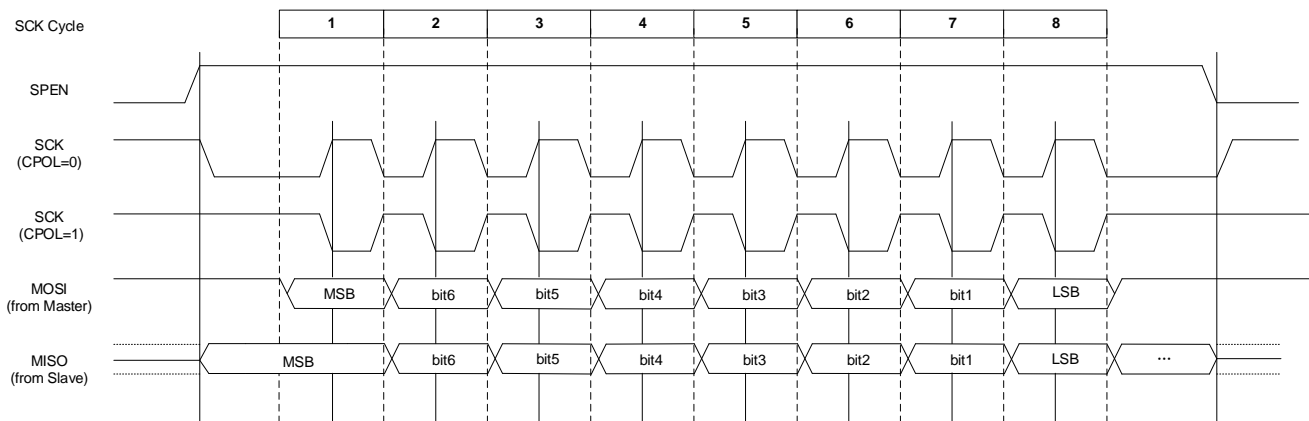 SCK Cycle 1 2 3 4 5 6 7 8
SPEN
SCK
(CPOL=0)
SCK
(CPOL=1)
MOSI
(from Master)
MSB bit6 bit5 bit4 bit3 bit2 bit1 LSB
MISO
(from Slave)
MSB bit6 bit5 bit4 bit3 bit2 bit1 LSB ...